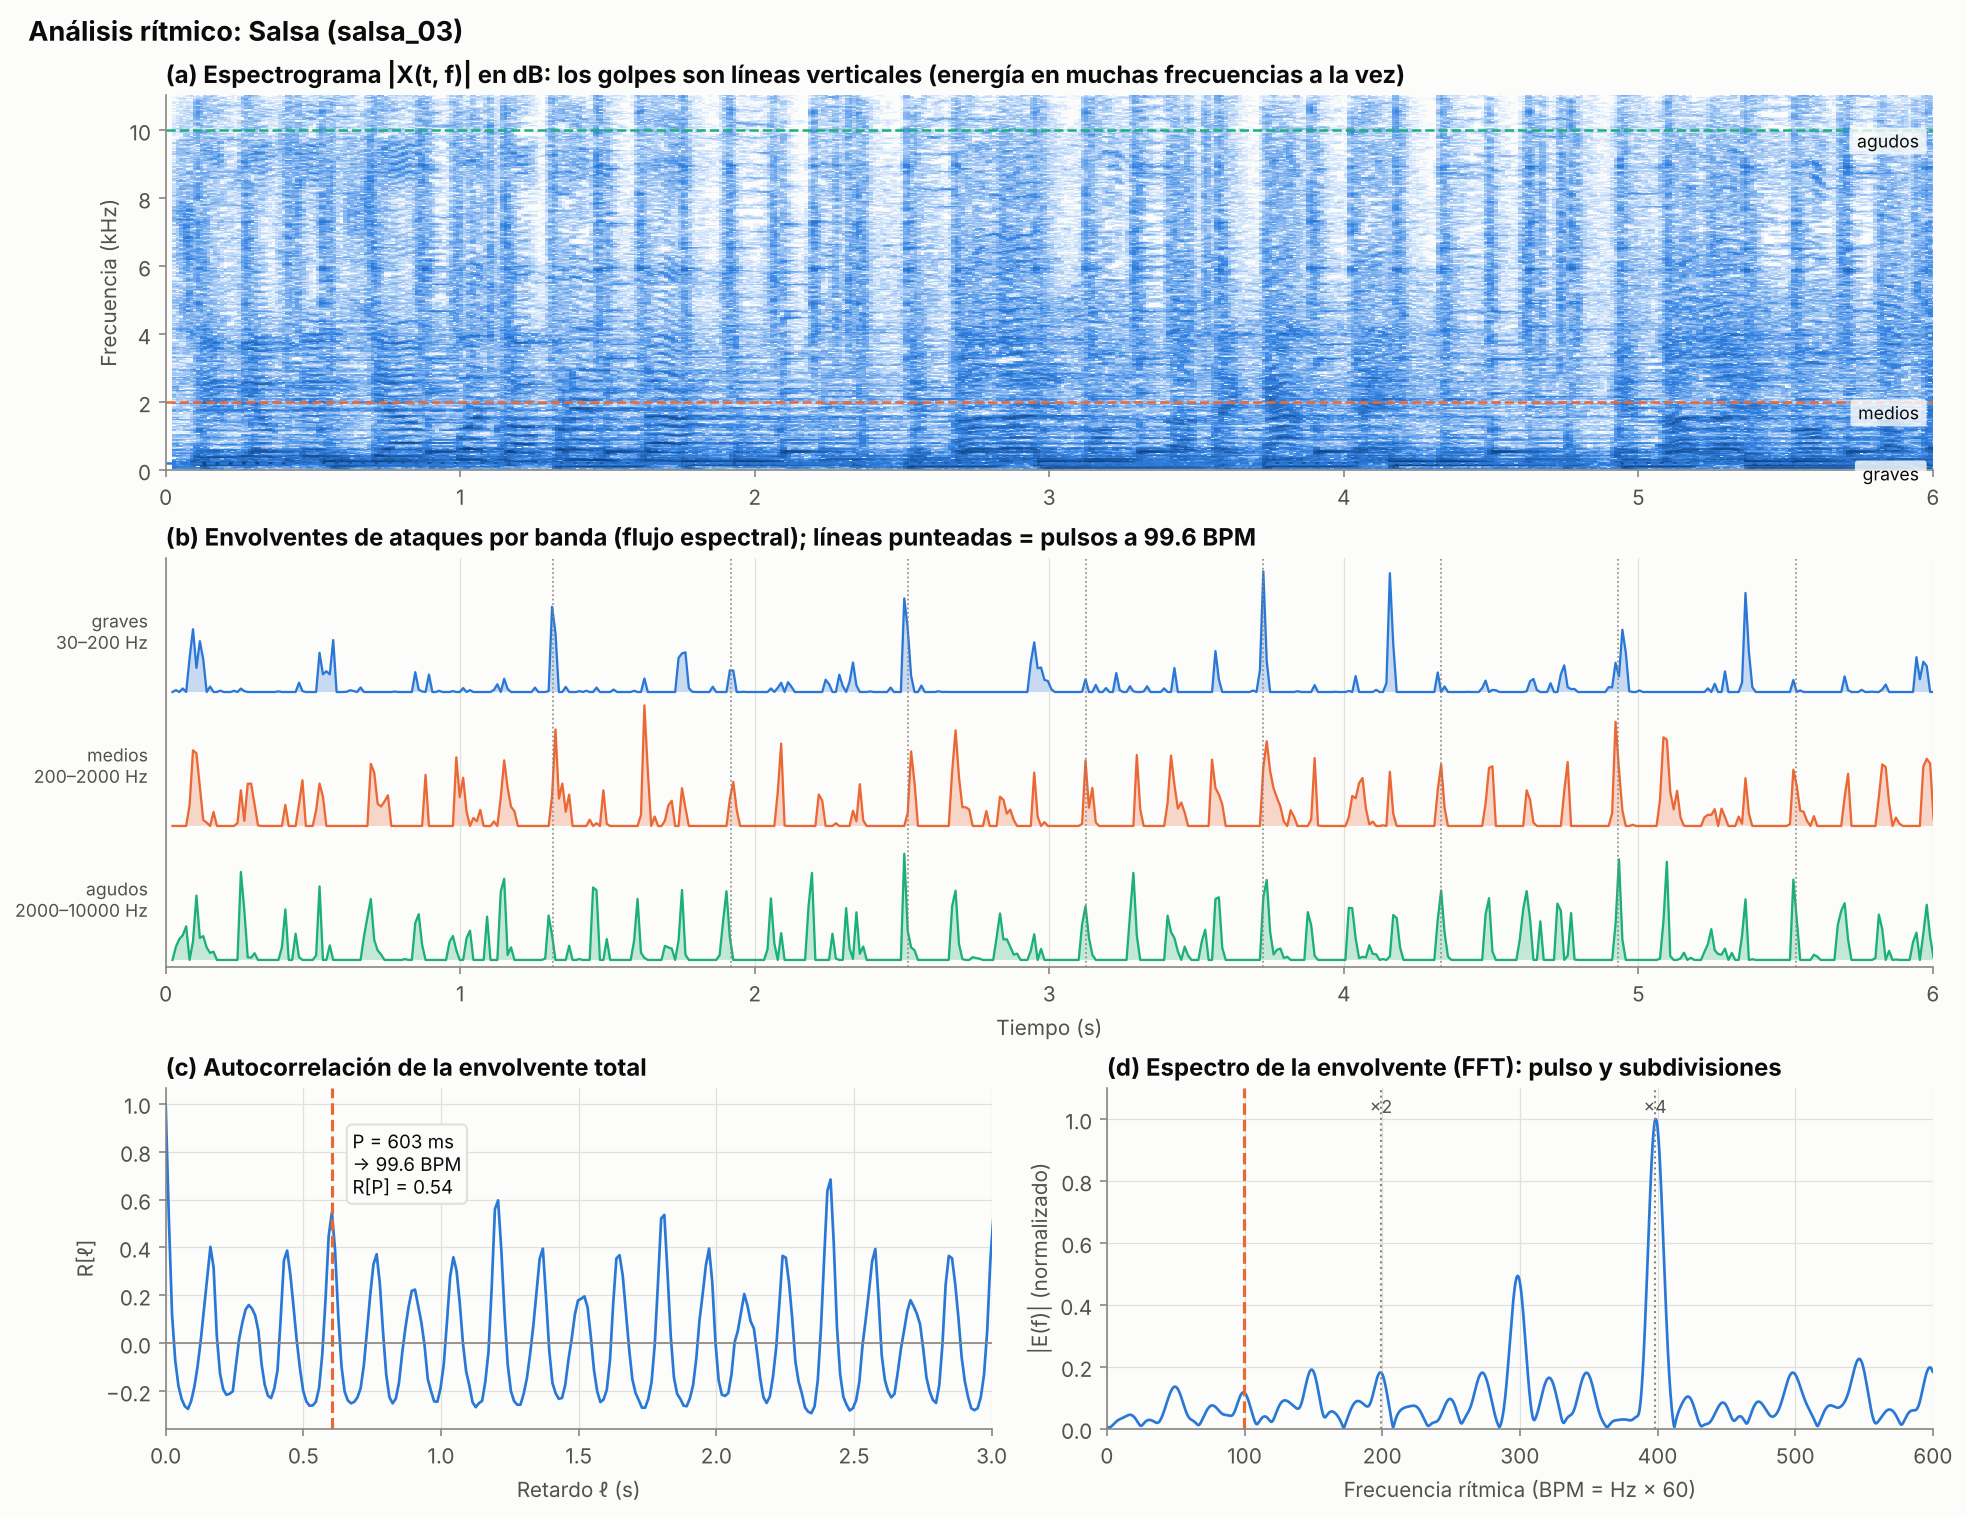 Análisis rítmico: Salsa (salsa_03)
(a) Espectrograma |X(t, f)| en dB: los golpes son líneas verticales (energía en muchas frecuencias a la vez)
Frecuencia (kHz)
10
8
6
4
2
0
agudos
medios
graves
0 1 2 3 4 5 6
(b) Envolventes de ataques por banda (flujo espectral); líneas punteadas = pulsos a 99.6 BPM
graves
30–200 Hz
medios
200–2000 Hz
agudos
2000–10000 Hz
0 1 2 3 4 5 6
Tiempo (s)
(c) Autocorrelación de la envolvente total
R[ℓ]
1.0
0.8
0.6
0.4
0.2
0.0
−0.2
P = 603 ms
→ 99.6 BPM
R[P] = 0.54
0.0 0.5 1.0 1.5 2.0 2.5 3.0
Retardo ℓ (s)
(d) Espectro de la envolvente (FFT): pulso y subdivisiones
|E(f)| (normalizado)
×2 ×4
1.0
0.8
0.6
0.4
0.2
0.0
0 100 200 300 400 500 600
Frecuencia rítmica (BPM = Hz × 60)